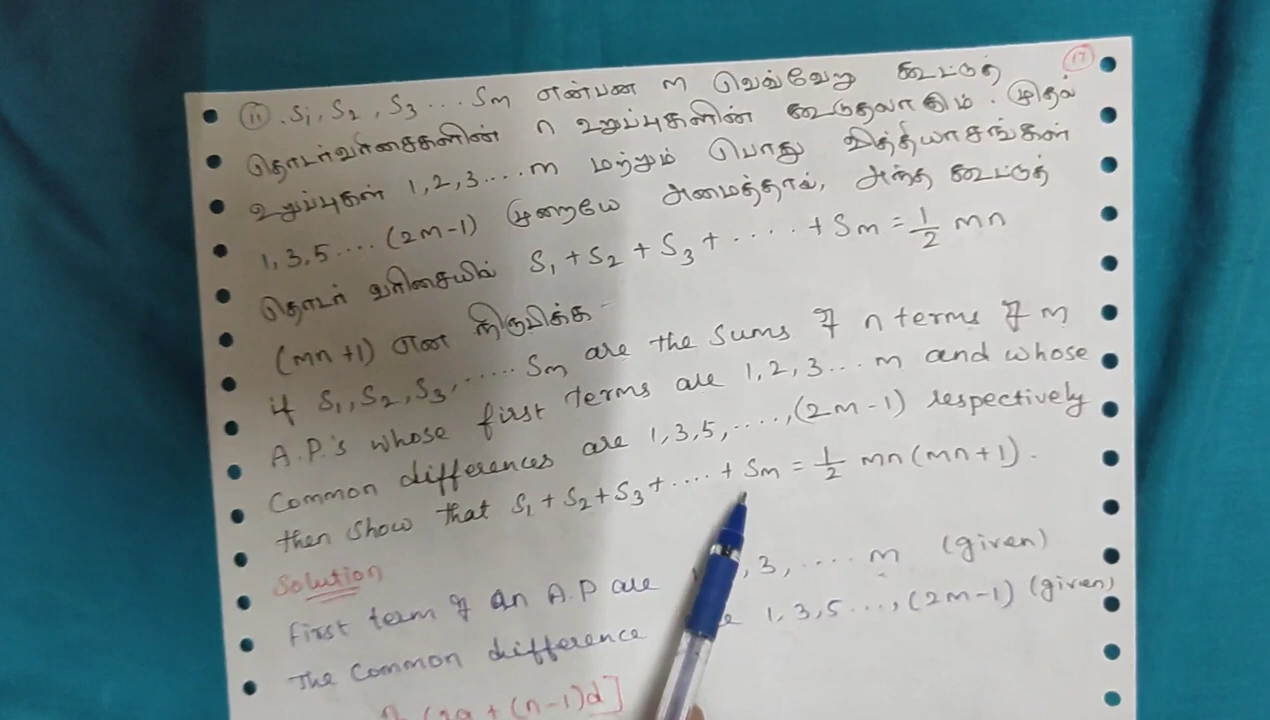 17
11. S1, S2, S3 ... Sm என்பன m வெவ்வேறு கூட்டுத்
தொடர்வரிசைகளின் n உறுப்புகளின் கூடுதலாகும். முதல்
உறுப்புகள் 1, 2, 3 .... m மற்றும் பொது வித்தியாசங்கள்
1, 3, 5 .... (2m-1) முறையே அமைத்தால், அந்த கூட்டுத்
தொடர் வரிசையில் S1 + S2 + S3 + ..... + Sm = 1/2 mn
(mn+1) என நிருபிக்க
if S1, S2, S3, ...... Sm are the sums of n terms of m
A.P.'s whose first terms are 1, 2, 3 ... m and whose
Common differences are 1, 3, 5, ...., (2m-1) respectively
then show that S1 + S2 + S3 + .... + Sm = 1/2 mn (mn+1).
Solution
First term of an A.P are , 3, .... m (given)
The Common difference 1, 3, 5 ..., (2m-1) (given)
(2a + (n-1)d]